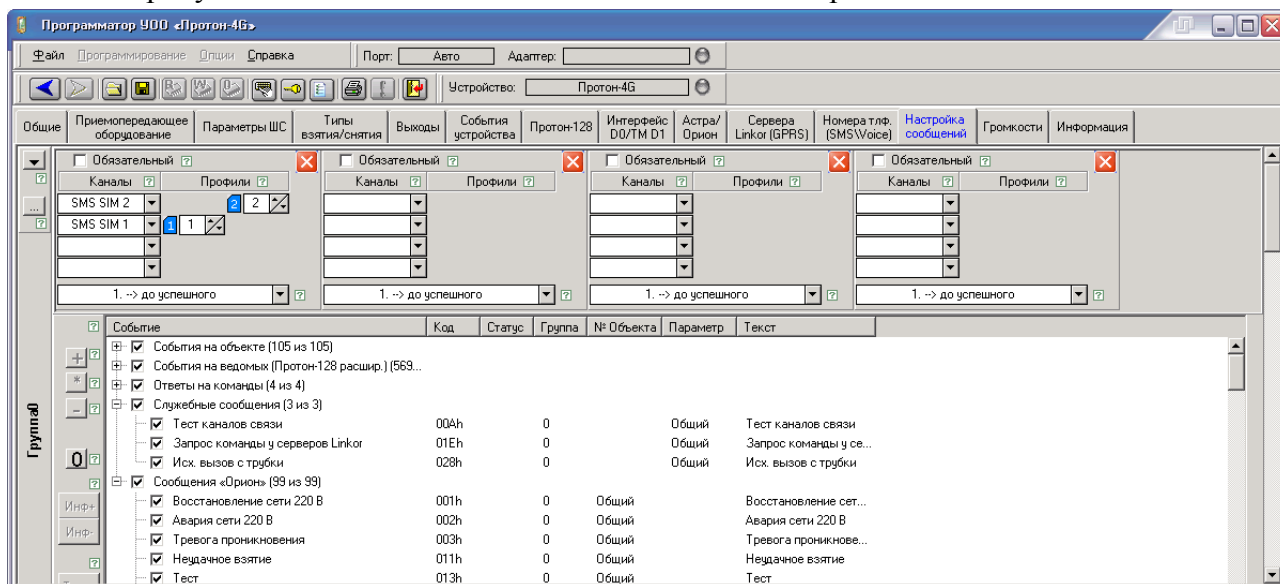 Программатор УОО «Протон-4G»
Файл Программирование Опции Справка Порт: Авто Адаптер:
Устройство: Протон-4G
Общие Приемопередающее оборудование Параметры ШС Типы взятия/снятия Выходы События устройства Протон-128 Интерфейс D0/TM D1 Астра/Орион Сервера Linkor (GPRS) Номера тлф. (SMS\Voice) Настройка сообщений Громкости Информация
Обязательный ? Обязательный ? Обязательный ? Обязательный ?
? Каналы ? Профили ? Каналы ? Профили ? Каналы ? Профили ? Каналы ? Профили ?
... SMS SIM 2 2 2
? SMS SIM 1 1 1
1. --> до успешного ? 1. --> до успешного ? 1. --> до успешного ? 1. --> до успешного ?
? Событие Код Статус Группа № Объекта Параметр Текст
События на объекте (105 из 105)
+ ? События на ведомых (Протон-128 расшир.) (569...
* ? Ответы на команды (4 из 4)
- ? Служебные сообщения (3 из 3)
Тест каналов связи 00Ah 0 Общий Тест каналов связи
Запрос команды у серверов Linkor 01Eh 0 Общий Запрос команды у се...
0 ? Исх. вызов с трубки 028h 0 Общий Исх. вызов с трубки
? Сообщения «Орион» (99 из 99)
Инф+ Восстановление сети 220 В 001h 0 Общий Восстановление сет...
Инф- Авария сети 220 В 002h 0 Общий Авария сети 220 В
Тревога проникновения 003h 0 Общий Тревога проникнове...
? Неудачное взятие 011h 0 Общий Неудачное взятие
Тест 013h 0 Общий Тест
Группа0